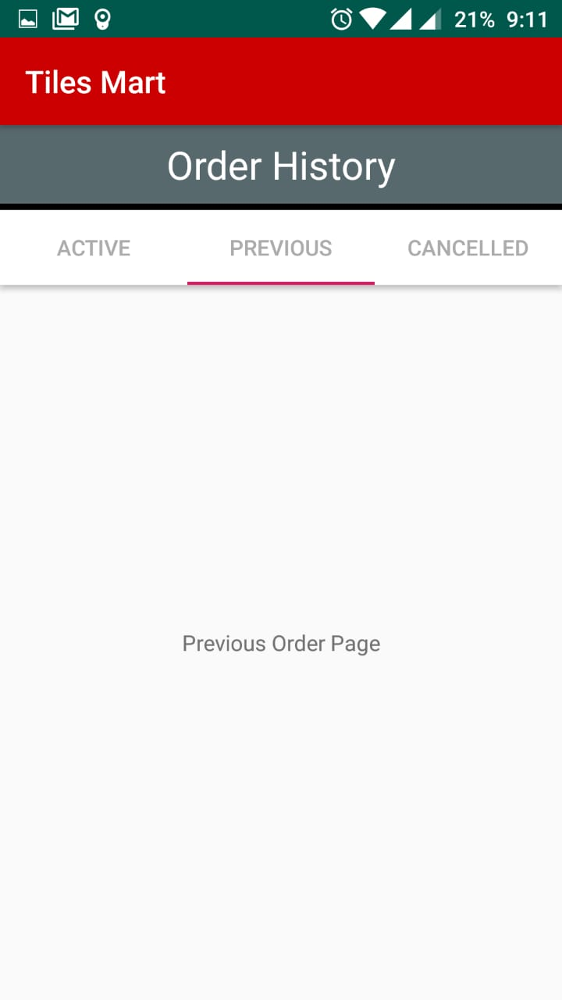 21% 9:11
Tiles Mart
Order History
ACTIVE PREVIOUS CANCELLED
Previous Order Page